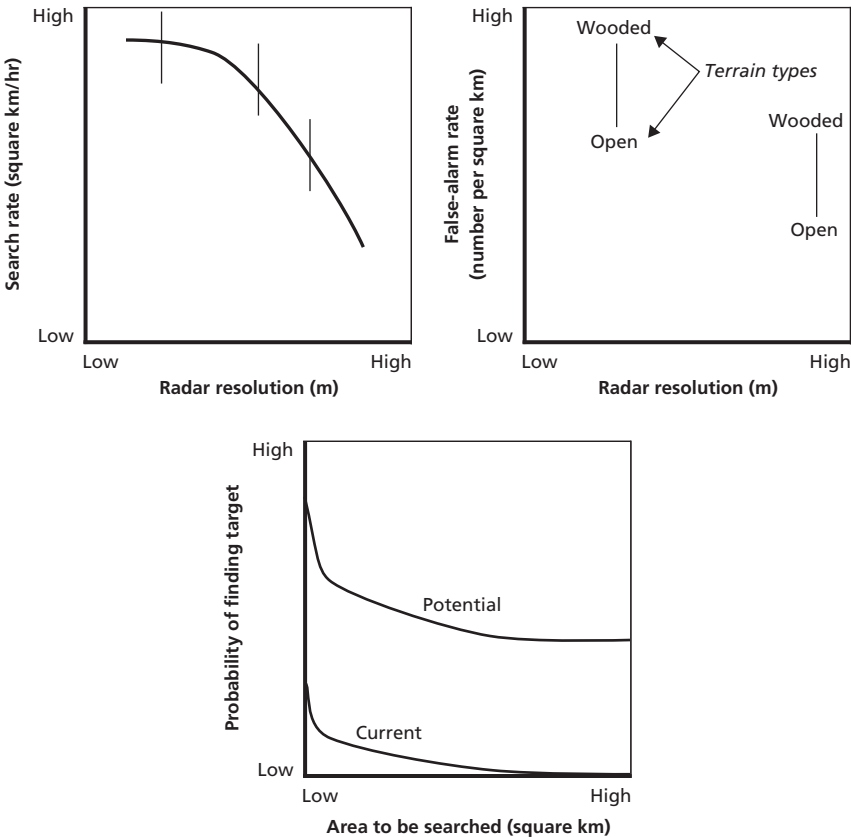 High
Search rate (square km/hr)
Low
Low
High
Radar resolution (m)
High
False-alarm rate
(number per square km)
Wooded
Terrain types
Open
Wooded
Open
Low
Low
High
Radar resolution (m)
High
Probability of finding target
Potential
Current
Low
Low
High
Area to be searched (square km)